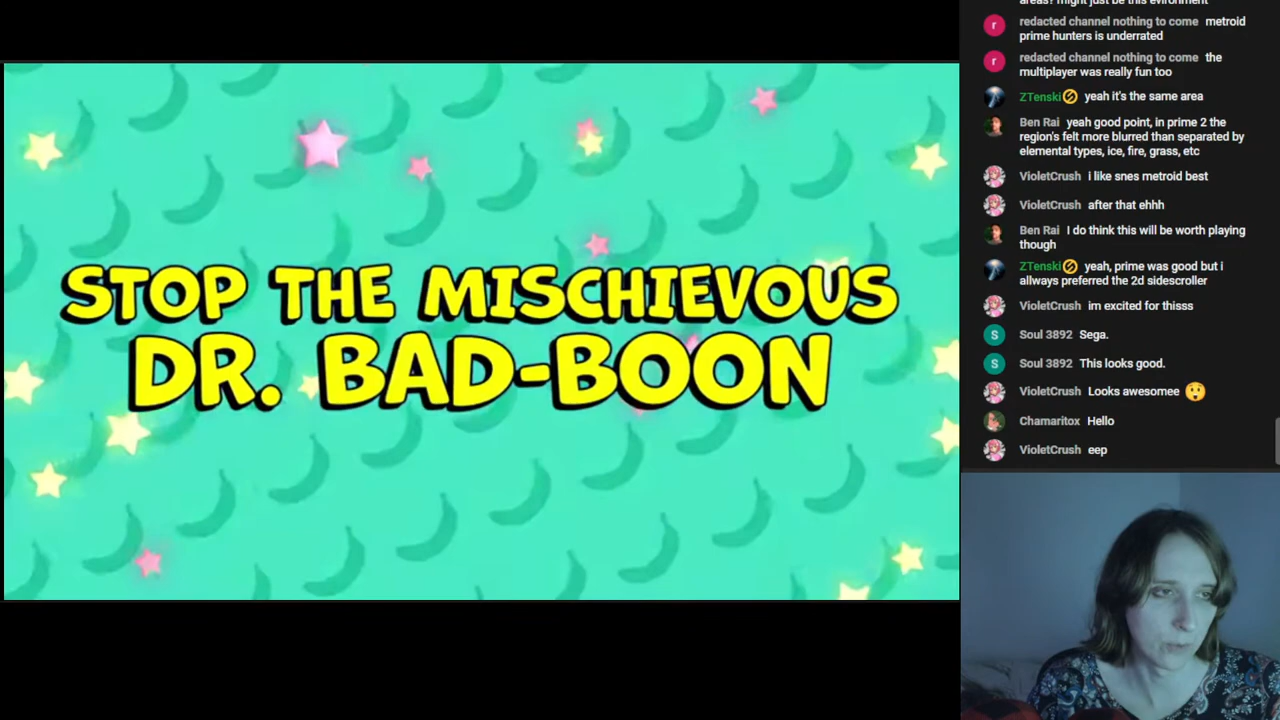 STOP THE MISCHIEVOUS
DR. BAD-BOON
redacted channel nothing to come metroid
prime hunters is underrated
redacted channel nothing to come the
multiplayer was really fun too
ZTenski yeah it's the same area
Ben Rai yeah good point, in prime 2 the
region's felt more blurred than separated by
elemental types, ice, fire, grass, etc
VioletCrush i like snes metroid best
VioletCrush after that ehhh
Ben Rai I do think this will be worth playing
though
ZTenski yeah, prime was good but i
allways preferred the 2d sidescroller
VioletCrush im excited for thisss
Soul 3892 Sega.
Soul 3892 This looks good.
VioletCrush Looks awesomee
Chamaritox Hello
VioletCrush eep